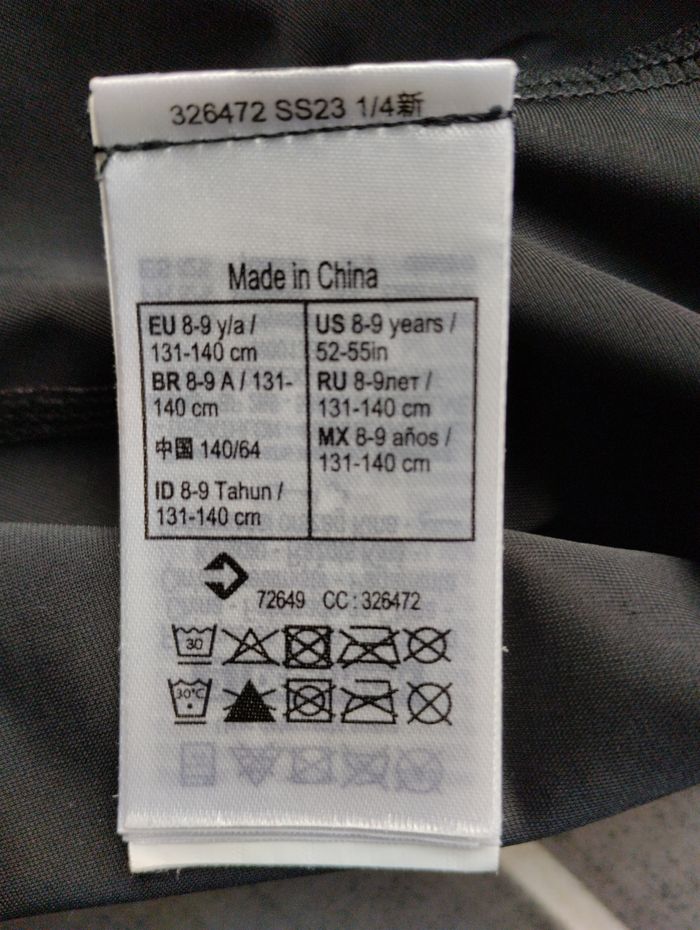 326472 SS23 1/4新
Made in China
EU 8-9 y/a /
131-140 cm
BR 8-9 A / 131-
140 cm
中国 140/64
ID 8-9 Tahun /
131-140 cm
US 8-9 years /
52-55in
RU 8-9лет /
131-140 cm
MX 8-9 años /
131-140 cm
72649 CC : 326472
30
30°C